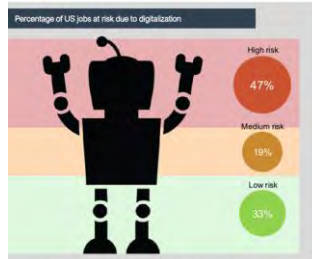 Percentage of US jobs at risk due to digitalization
High risk
47%
Medium risk
19%
Low risk
33%